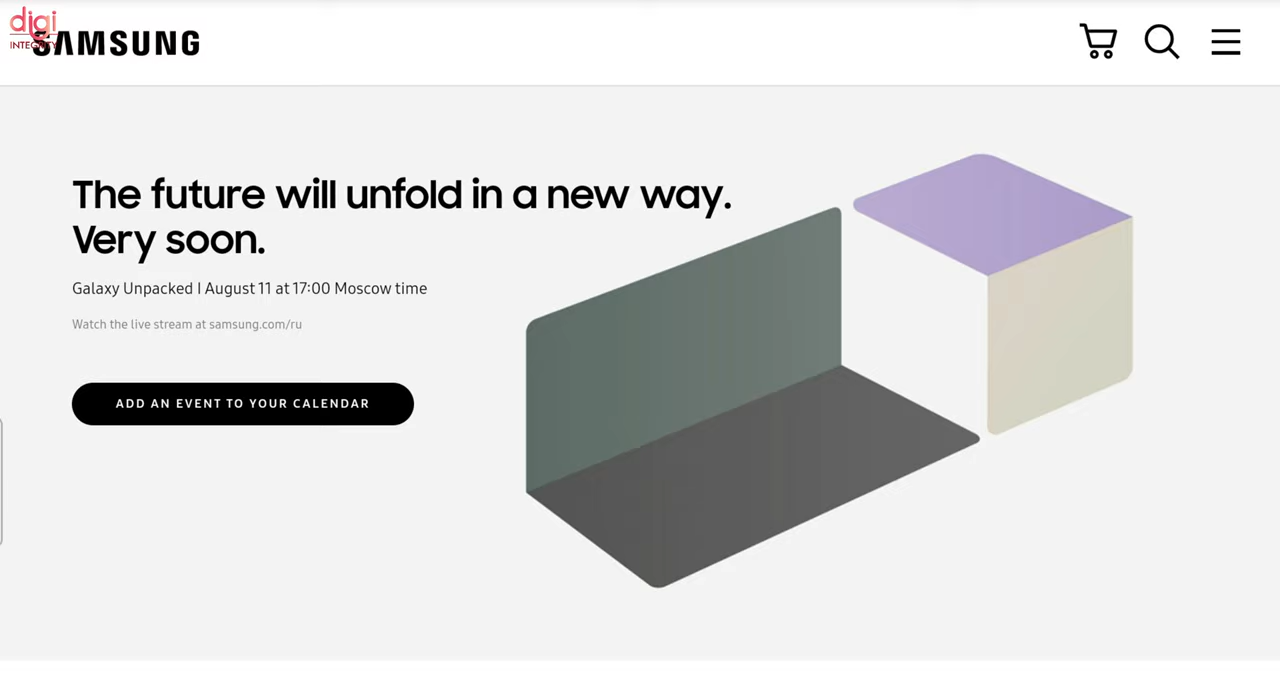 digi
INTEGRITY
SAMSUNG
The future will unfold in a new way.
Very soon.
Galaxy Unpacked I August 11 at 17:00 Moscow time
Watch the live stream at samsung.com/ru
ADD AN EVENT TO YOUR CALENDAR